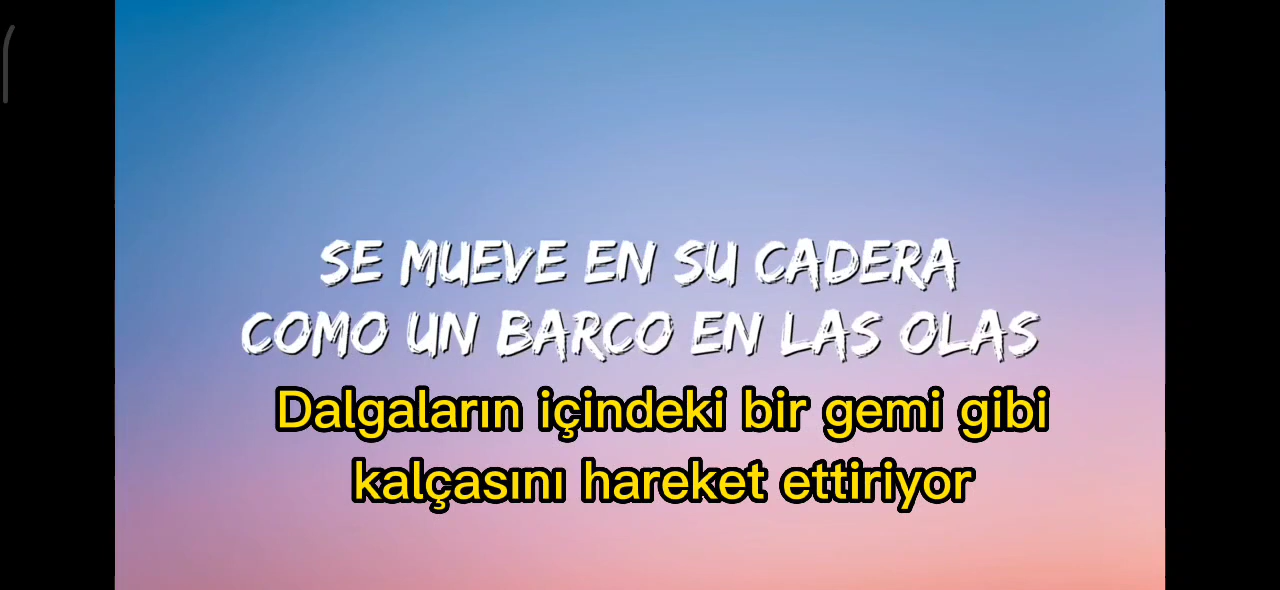 SE MUEVE EN SU CADERA
COMO UN BARCO EN LAS OLAS
Dalgaların içindeki bir gemi gibi
kalçasını hareket ettiriyor